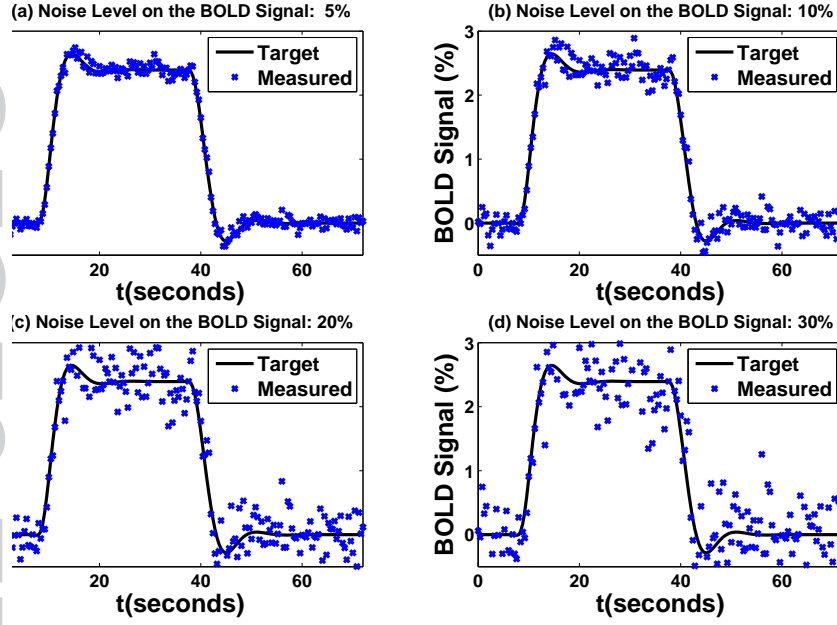 (a) Noise Level on the BOLD Signal: 5%
Target
Measured
20
40
60
t(seconds)
(b) Noise Level on the BOLD Signal: 10%
3
2
1
0
BOLD Signal (%)
Target
Measured
0
20
40
60
t(seconds)
(c) Noise Level on the BOLD Signal: 20%
Target
Measured
20
40
60
t(seconds)
(d) Noise Level on the BOLD Signal: 30%
3
2
1
0
BOLD Signal (%)
Target
Measured
0
20
40
60
t(seconds)